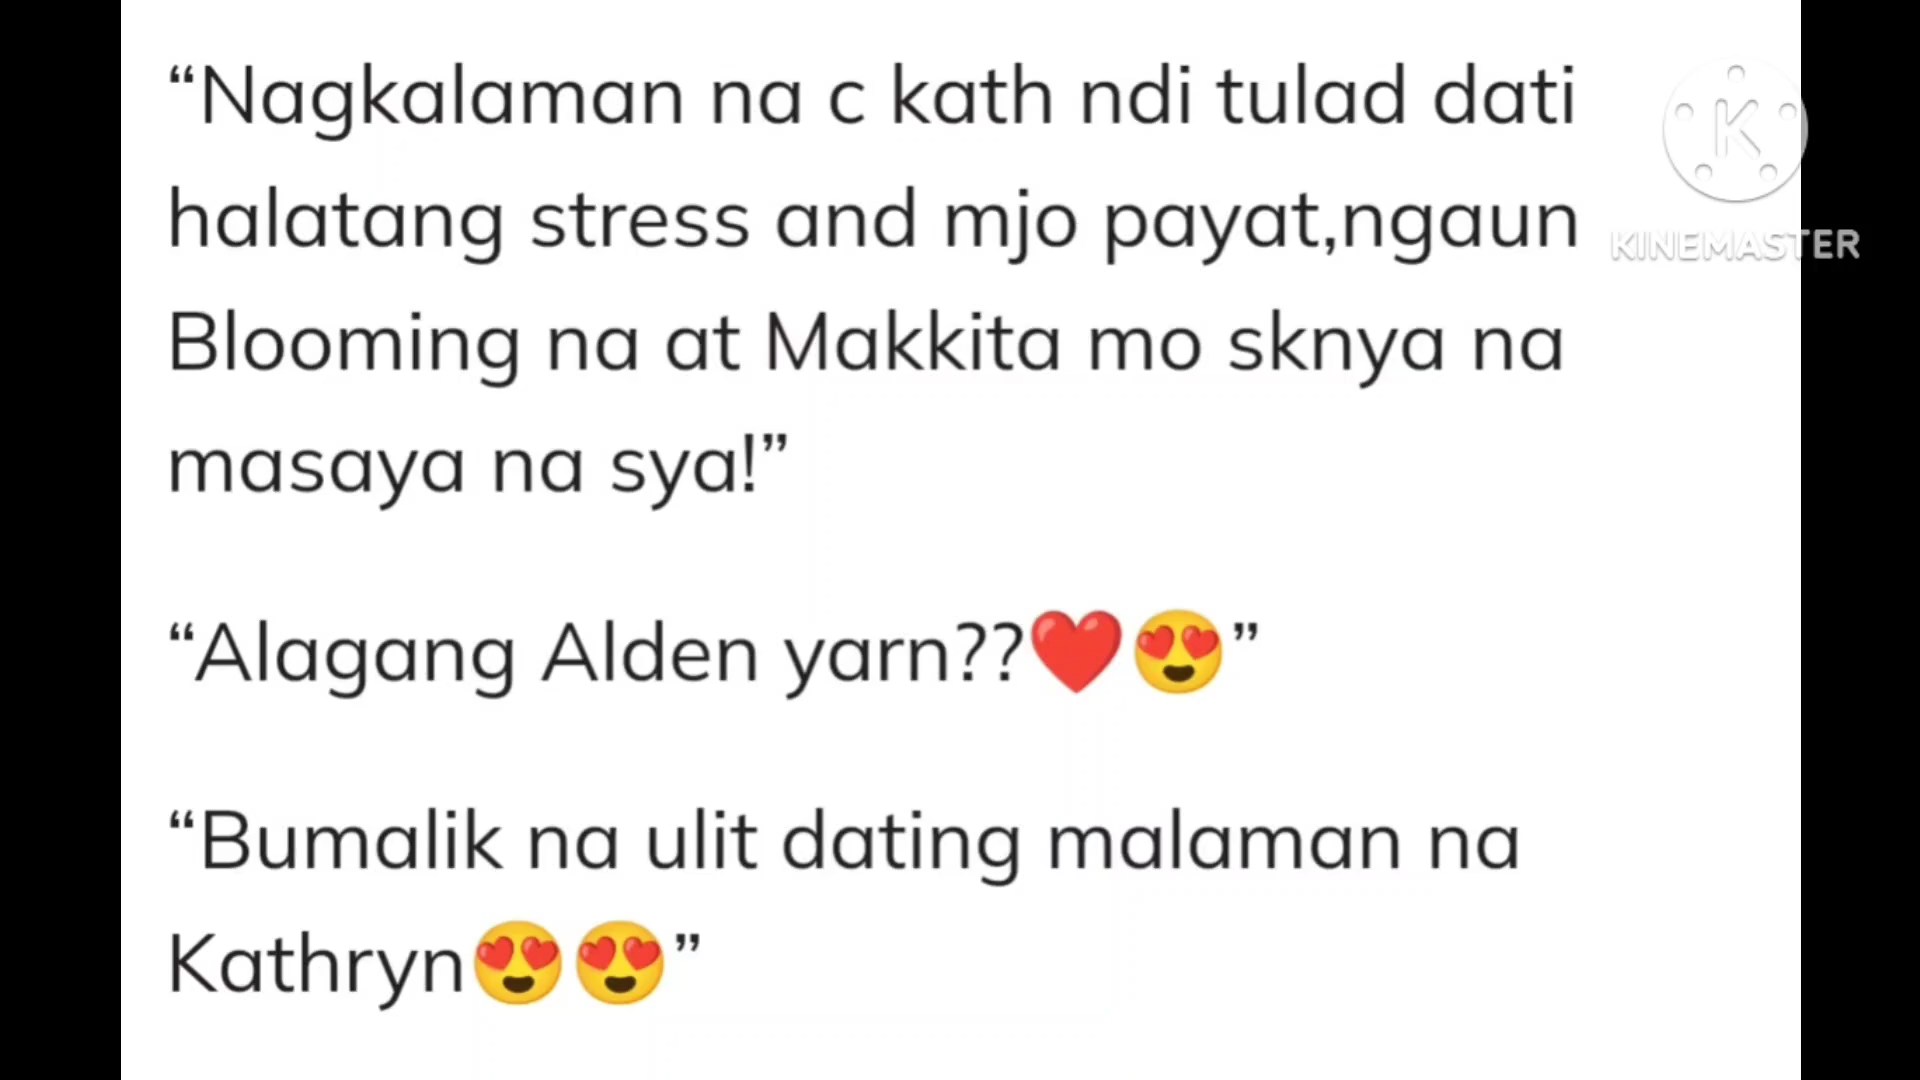 “Nagkalaman na c kath ndi tulad dati
halatang stress and mjo payat,ngaun
Blooming na at Makkita mo sknya na
masaya na sya!”
“Alagang Alden yarn??❤️😍”
“Bumalik na ulit dating malaman na
Kathryn😍😍”
K
KINEMASTER